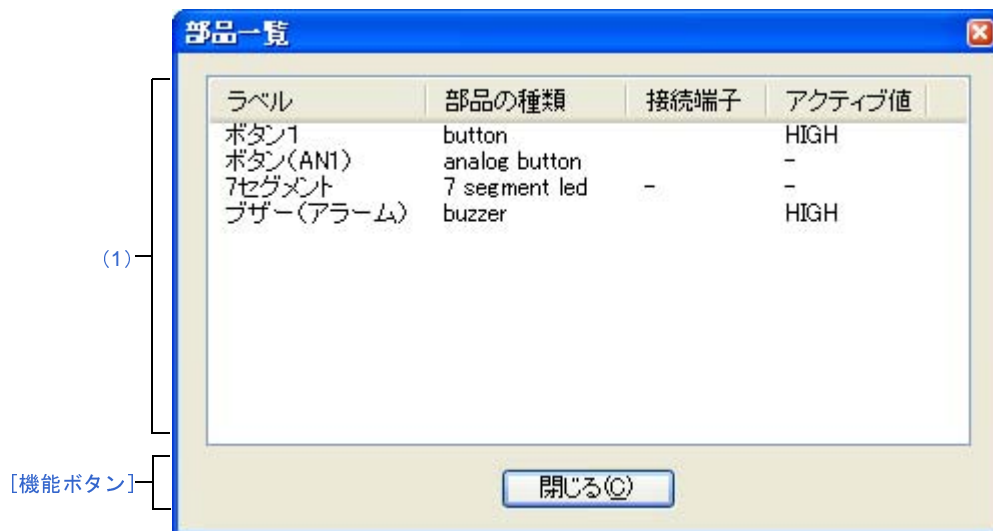 部品一覧
ラベル 部品の種類 接続端子 アクティブ値
ボタン1 button HIGH
ボタン(AN1) analog button -
7セグメント 7 segment led - -
ブザー(アラーム) buzzer HIGH
(1)
[機能ボタン]
閉じる(C)